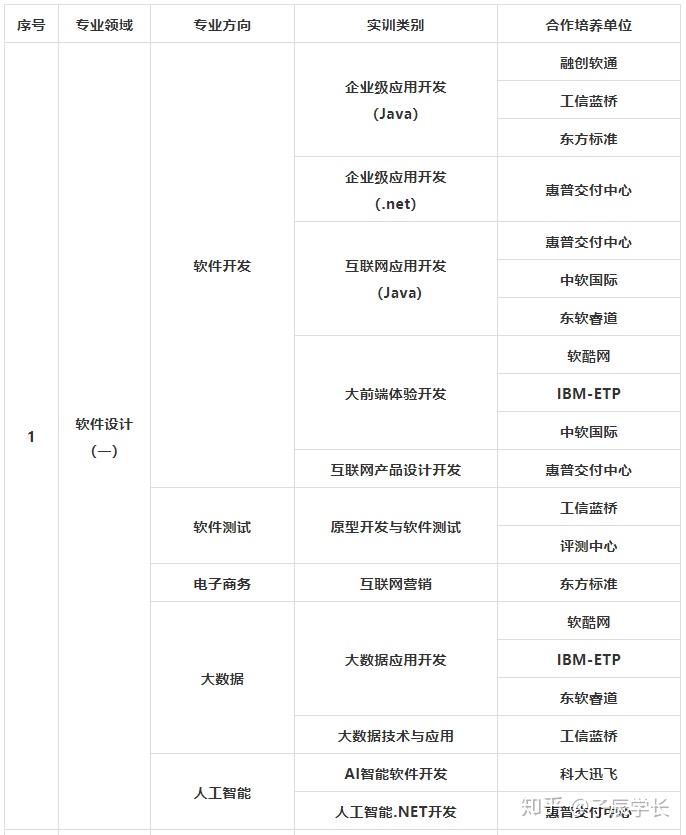 序号 专业领域 专业方向 实训类别 合作培养单位
融创软通
企业级应用开发
（Java）
工信蓝桥
东方标准
企业级应用开发
（.net）
惠普交付中心
惠普交付中心
软件开发
互联网应用开发
（Java）
中软国际
东软睿道
软酷网
大前端体验开发
IBM-ETP
中软国际
1
软件设计
（一）
互联网产品设计开发
惠普交付中心
工信蓝桥
软件测试
原型开发与软件测试
评测中心
电子商务
互联网营销
东方标准
软酷网
大数据
大数据应用开发
IBM-ETP
东软睿道
大数据技术与应用
工信蓝桥
人工智能
AI智能软件开发
科大迅飞
人工智能.NET开发
惠普交付中心
知乎 @子辰学长